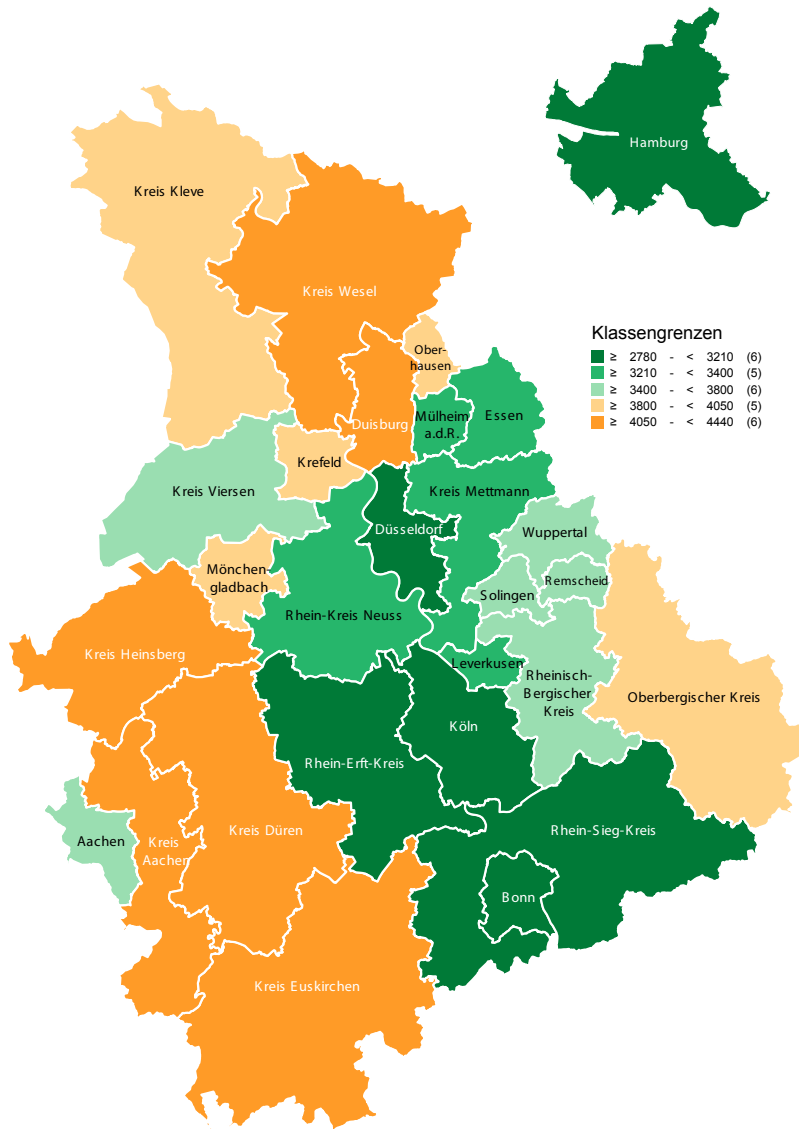 Hamburg
Kreis Kleve
Kreis Wesel
Klassengrenzen
≥ 2780 - < 3210 (6)
≥ 3210 - < 3400 (5)
≥ 3400 - < 3800 (6)
≥ 3800 - < 4050 (5)
≥ 4050 - < 4440 (6)
Ober-
hausen
Duisburg
Mülheim
a.d.R.
Essen
Krefeld
Kreis Viersen
Kreis Mettmann
Düsseldorf
Wuppertal
Mönchen-
gladbach
Remscheid
Solingen
Rhein-Kreis Neuss
Kreis Heinsberg
Leverkusen
Rheinisch-
Bergischer
Kreis
Oberbergischer Kreis
Köln
Rhein-Erft-Kreis
Kreis Düren
Rhein-Sieg-Kreis
Aachen
Kreis
Aachen
Bonn
Kreis Euskirchen